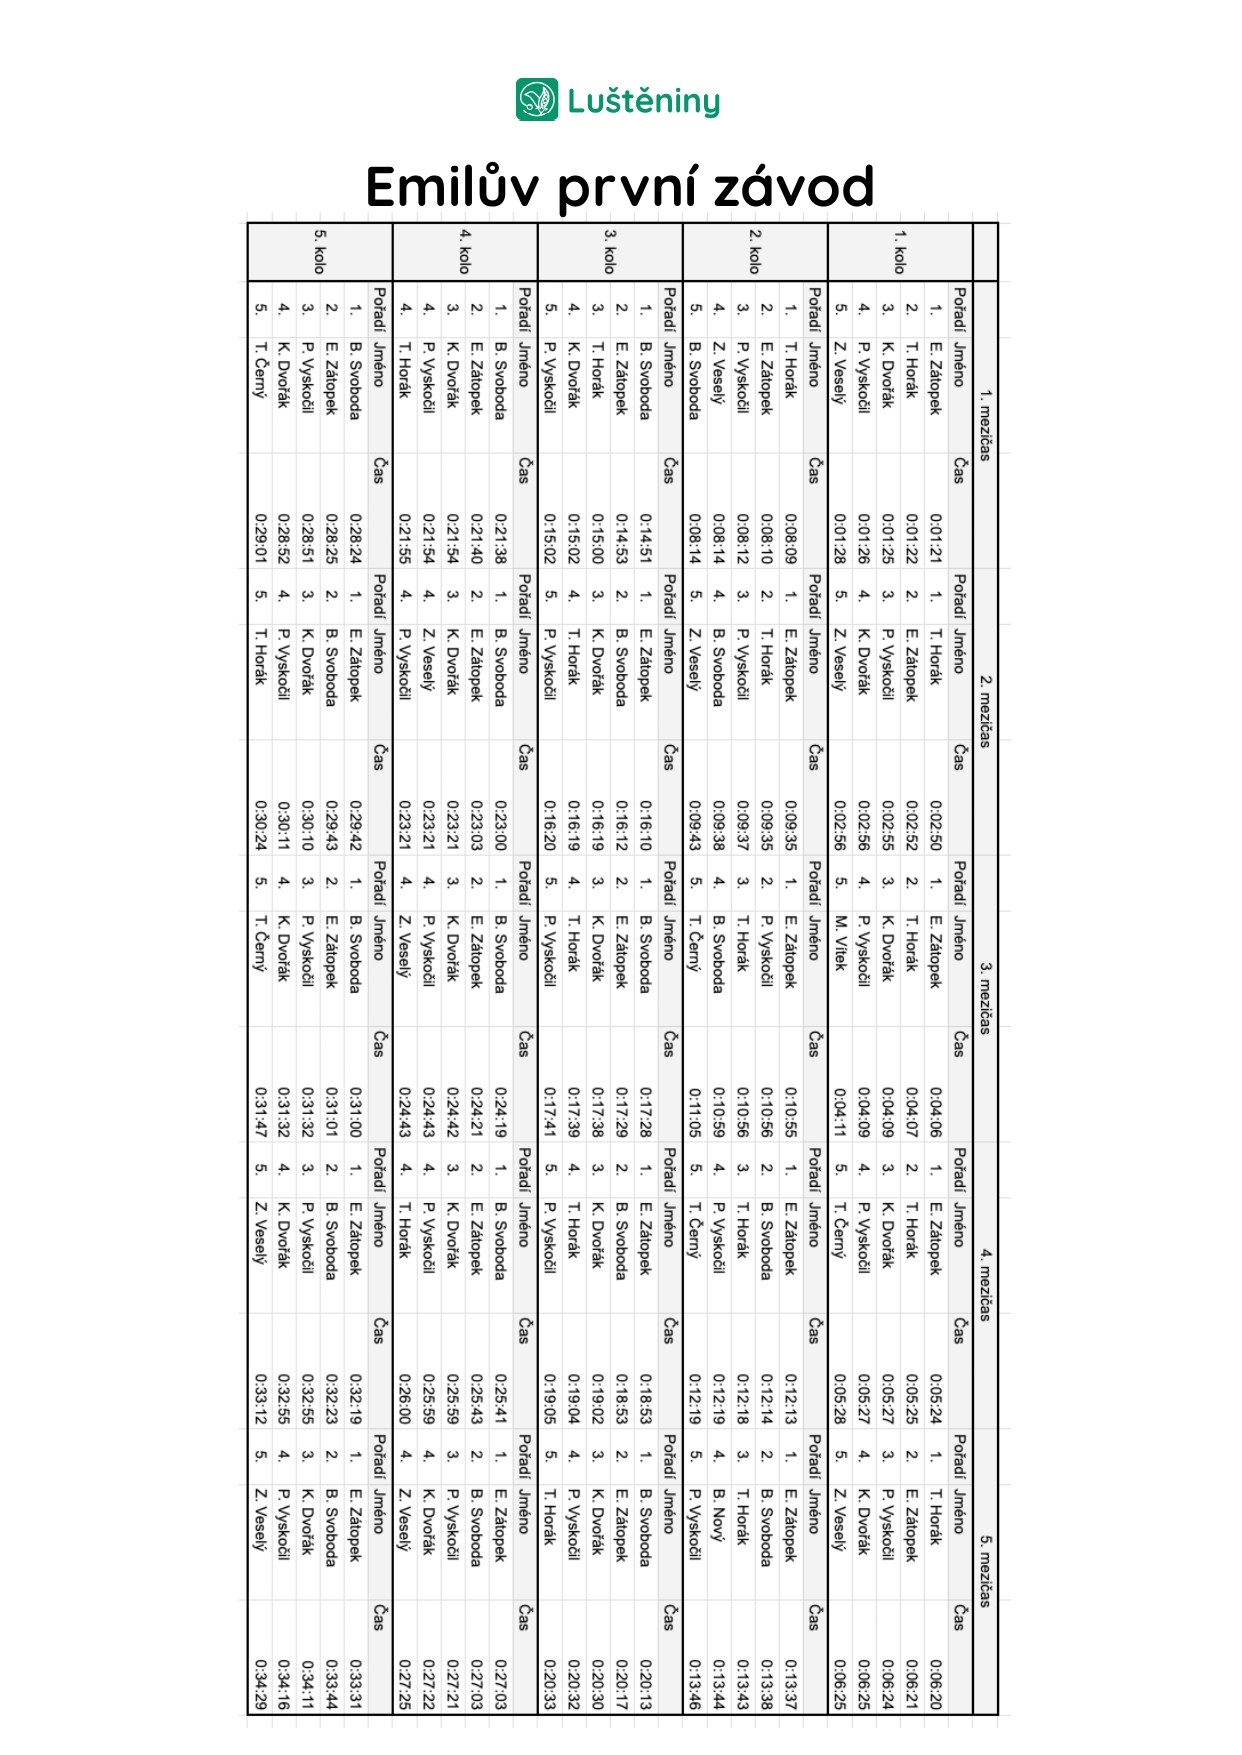 Luštěniny
Emilův první závod
1. mezičas 2. mezičas 3. mezičas 4. mezičas 5. mezičas
1. kolo Pořadí Jméno Čas Pořadí Jméno Čas Pořadí Jméno Čas Pořadí Jméno Čas Pořadí Jméno Čas
1. E. Zátopek 0:01:21 1. T. Horák 0:02:50 1. E. Zátopek 0:04:06 1. E. Zátopek 0:05:24 1. T. Horák 0:06:20
2. T. Horák 0:01:22 2. E. Zátopek 0:02:52 2. T. Horák 0:04:07 2. T. Horák 0:05:25 2. E. Zátopek 0:06:21
3. K. Dvořák 0:01:25 3. P. Vyskočil 0:02:55 3. K. Dvořák 0:04:09 3. K. Dvořák 0:05:27 3. P. Vyskočil 0:06:24
4. P. Vyskočil 0:01:26 4. K. Dvořák 0:02:56 4. P. Vyskočil 0:04:09 4. P. Vyskočil 0:05:27 4. K. Dvořák 0:06:25
5. Z. Veselý 0:01:28 5. Z. Veselý 0:02:56 5. M. Vítek 0:04:11 5. T. Černý 0:05:28 5. Z. Veselý 0:06:25
2. kolo Pořadí Jméno Čas Pořadí Jméno Čas Pořadí Jméno Čas Pořadí Jméno Čas Pořadí Jméno Čas
1. T. Horák 0:08:09 1. E. Zátopek 0:09:35 1. E. Zátopek 0:10:55 1. E. Zátopek 0:12:13 1. E. Zátopek 0:13:37
2. E. Zátopek 0:08:10 2. T. Horák 0:09:35 2. P. Vyskočil 0:10:56 2. B. Svoboda 0:12:14 2. B. Svoboda 0:13:38
3. P. Vyskočil 0:08:12 3. P. Vyskočil 0:09:37 3. T. Horák 0:10:56 3. T. Horák 0:12:18 3. T. Horák 0:13:43
4. Z. Veselý 0:08:14 4. B. Svoboda 0:09:38 4. B. Svoboda 0:10:59 4. P. Vyskočil 0:12:19 4. B. Nový 0:13:44
5. B. Svoboda 0:08:14 5. Z. Veselý 0:09:43 5. T. Černý 0:11:05 5. T. Černý 0:12:19 5. P. Vyskočil 0:13:46
3. kolo Pořadí Jméno Čas Pořadí Jméno Čas Pořadí Jméno Čas Pořadí Jméno Čas Pořadí Jméno Čas
1. B. Svoboda 0:14:51 1. E. Zátopek 0:16:10 1. B. Svoboda 0:17:28 1. E. Zátopek 0:18:53 1. B. Svoboda 0:20:13
2. E. Zátopek 0:14:53 2. B. Svoboda 0:16:12 2. E. Zátopek 0:17:29 2. B. Svoboda 0:18:53 2. E. Zátopek 0:20:17
3. T. Horák 0:15:00 3. K. Dvořák 0:16:19 3. K. Dvořák 0:17:38 3. K. Dvořák 0:19:02 3. K. Dvořák 0:20:30
4. K. Dvořák 0:15:02 4. T. Horák 0:16:19 4. T. Horák 0:17:39 4. T. Horák 0:19:04 4. P. Vyskočil 0:20:32
5. P. Vyskočil 0:15:02 5. P. Vyskočil 0:16:20 5. P. Vyskočil 0:17:41 5. P. Vyskočil 0:19:05 5. T. Horák 0:20:33
4. kolo Pořadí Jméno Čas Pořadí Jméno Čas Pořadí Jméno Čas Pořadí Jméno Čas Pořadí Jméno Čas
1. B. Svoboda 0:21:38 1. B. Svoboda 0:23:00 1. B. Svoboda 0:24:19 1. B. Svoboda 0:25:41 1. E. Zátopek 0:27:03
2. E. Zátopek 0:21:40 2. E. Zátopek 0:23:03 2. E. Zátopek 0:24:21 2. E. Zátopek 0:25:43 2. B. Svoboda 0:27:03
3. K. Dvořák 0:21:54 3. K. Dvořák 0:23:21 3. K. Dvořák 0:24:42 3. K. Dvořák 0:25:59 3. P. Vyskočil 0:27:21
4. P. Vyskočil 0:21:54 4. Z. Veselý 0:23:21 4. P. Vyskočil 0:24:43 4. P. Vyskočil 0:25:59 4. K. Dvořák 0:27:22
4. T. Horák 0:21:55 4. P. Vyskočil 0:23:21 4. Z. Veselý 0:24:43 4. T. Horák 0:26:00 4. Z. Veselý 0:27:25
5. kolo Pořadí Jméno Čas Pořadí Jméno Čas Pořadí Jméno Čas Pořadí Jméno Čas Pořadí Jméno Čas
1. B. Svoboda 0:28:24 1. E. Zátopek 0:29:42 1. B. Svoboda 0:31:00 1. E. Zátopek 0:32:19 1. E. Zátopek 0:33:31
2. E. Zátopek 0:28:25 2. B. Svoboda 0:29:43 2. E. Zátopek 0:31:01 2. B. Svoboda 0:32:23 2. B. Svoboda 0:33:44
3. P. Vyskočil 0:28:51 3. K. Dvořák 0:30:10 3. P. Vyskočil 0:31:32 3. P. Vyskočil 0:32:55 3. K. Dvořák 0:34:11
4. K. Dvořák 0:28:52 4. P. Vyskočil 0:30:11 4. K. Dvořák 0:31:32 4. K. Dvořák 0:32:55 4. P. Vyskočil 0:34:16
5. T. Černý 0:29:01 5. T. Horák 0:30:24 5. T. Černý 0:31:47 5. Z. Veselý 0:33:12 5. Z. Veselý 0:34:29